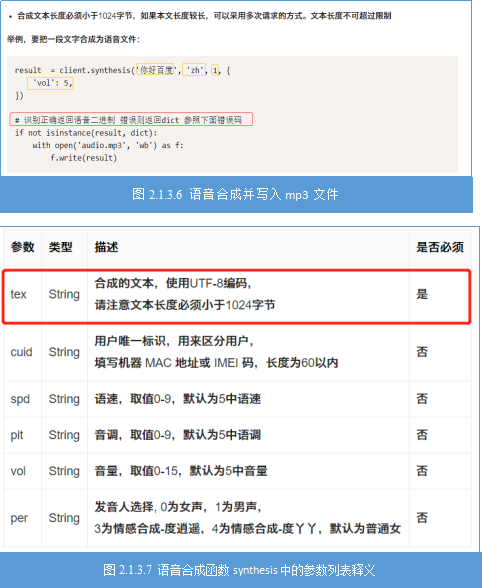 • 合成文本长度必须小于1024字节，如果本文长度较长，可以采用多次请求的方式。文本长度不可超过限制
举例，要把一段文字合成为语音文件：
result  = client.synthesis('你好百度', 'zh', 1, {
    'vol': 5,
})
# 识别正确返回语音二进制 错误则返回dict 参照下面错误码
if not isinstance(result, dict):
    with open('audio.mp3', 'wb') as f:
        f.write(result)
图 2.1.3.6 语音合成并写入 mp3 文件
参数 类型 描述 是否必须
tex String 合成的文本，使用UTF-8编码，
请注意文本长度必须小于1024字节 是
cuid String 用户唯一标识，用来区分用户，
填写机器 MAC 地址或 IMEI 码，长度为60以内 否
spd String 语速，取值0-9，默认为5中语速 否
pit String 音调，取值0-9，默认为5中语调 否
vol String 音量，取值0-15，默认为5中音量 否
per String 发音人选择, 0为女声，1为男声，
3为情感合成-度逍遥，4为情感合成-度丫丫，默认为普通女 否
图 2.1.3.7 语音合成函数 synthesis 中的参数列表释义